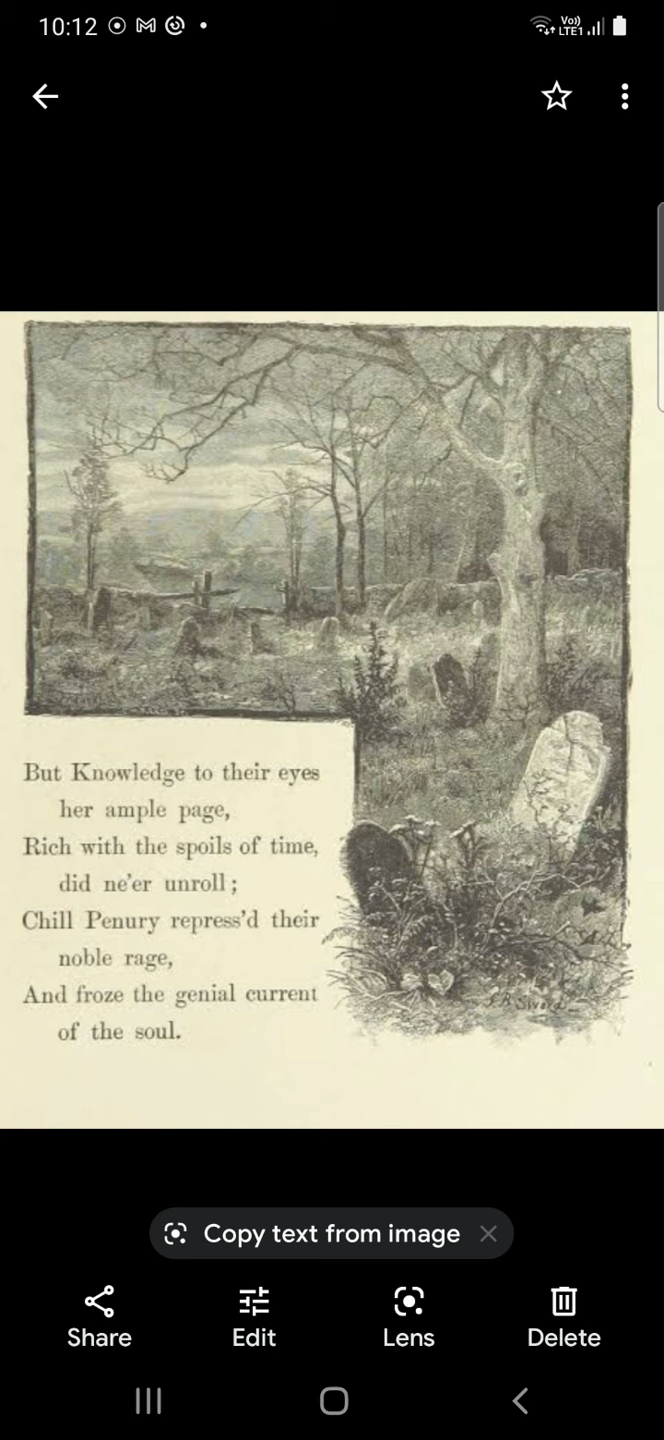 10:12
Vo))
LTE1
But Knowledge to their eyes
her ample page,
Rich with the spoils of time,
did ne'er unroll;
Chill Penury repress'd their
noble rage,
And froze the genial current
of the soul.
J.B. Sword
Copy text from image
Share
Edit
Lens
Delete